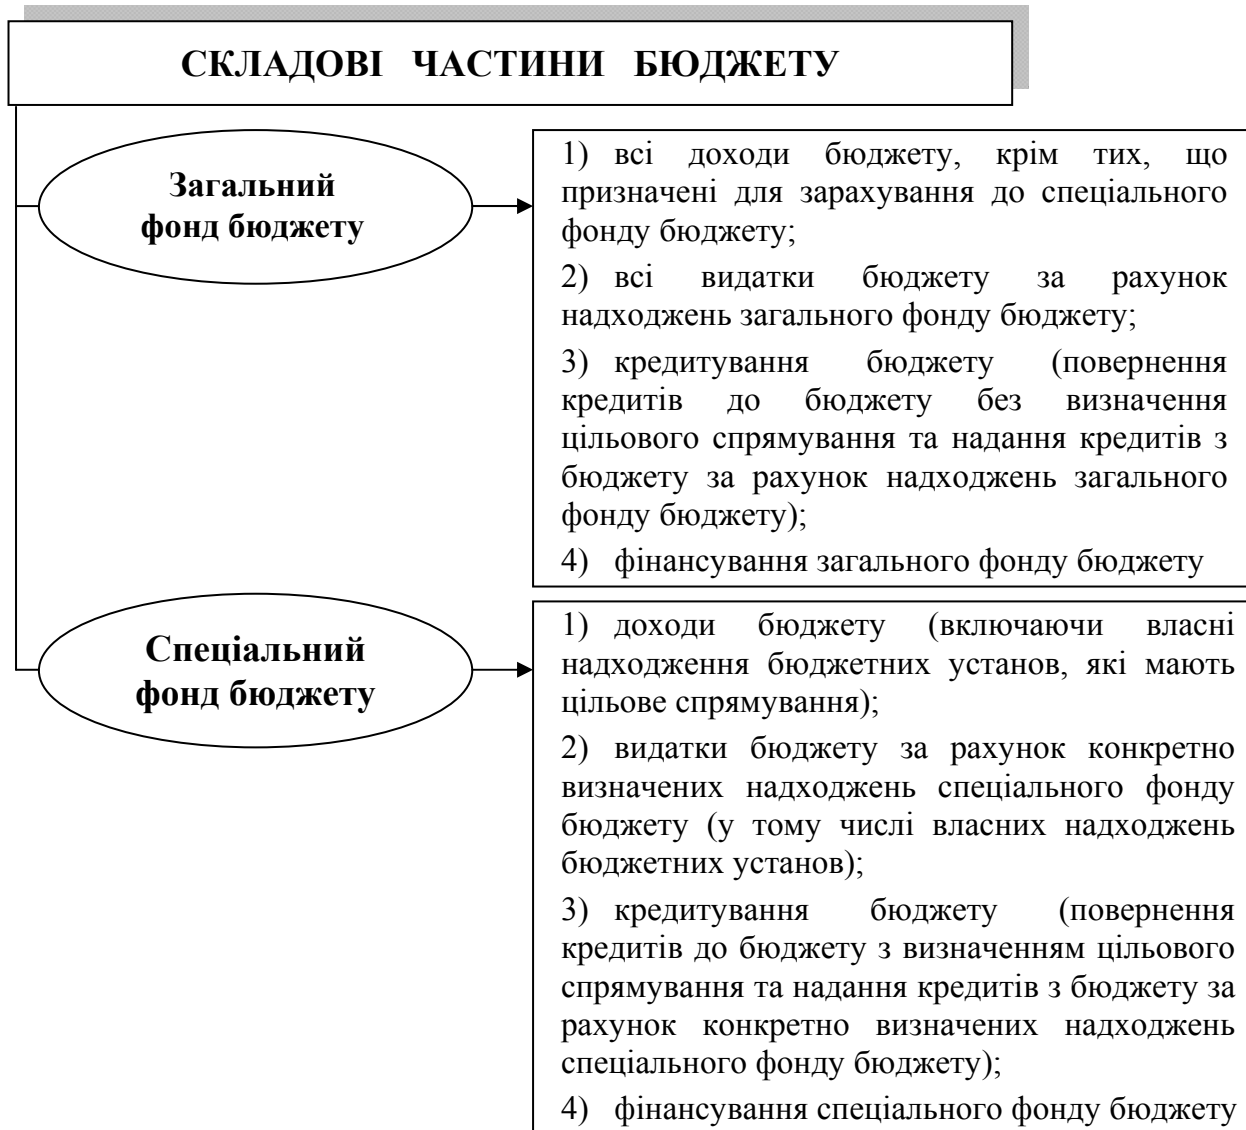 СКЛАДОВІ ЧАСТИНИ БЮДЖЕТУ
Загальний
фонд бюджету
1) всі доходи бюджету, крім тих, що
призначені для зарахування до спеціального
фонду бюджету;
2) всі видатки бюджету за рахунок
надходжень загального фонду бюджету;
3) кредитування бюджету (повернення
кредитів до бюджету без визначення
цільового спрямування та надання кредитів з
бюджету за рахунок надходжень загального
фонду бюджету);
4) фінансування загального фонду бюджету
Спеціальний
фонд бюджету
1) доходи бюджету (включаючи власні
надходження бюджетних установ, які мають
цільове спрямування);
2) видатки бюджету за рахунок конкретно
визначених надходжень спеціального фонду
бюджету (у тому числі власних надходжень
бюджетних установ);
3) кредитування бюджету (повернення
кредитів до бюджету з визначенням цільового
спрямування та надання кредитів з бюджету за
рахунок конкретно визначених надходжень
спеціального фонду бюджету);
4) фінансування спеціального фонду бюджету